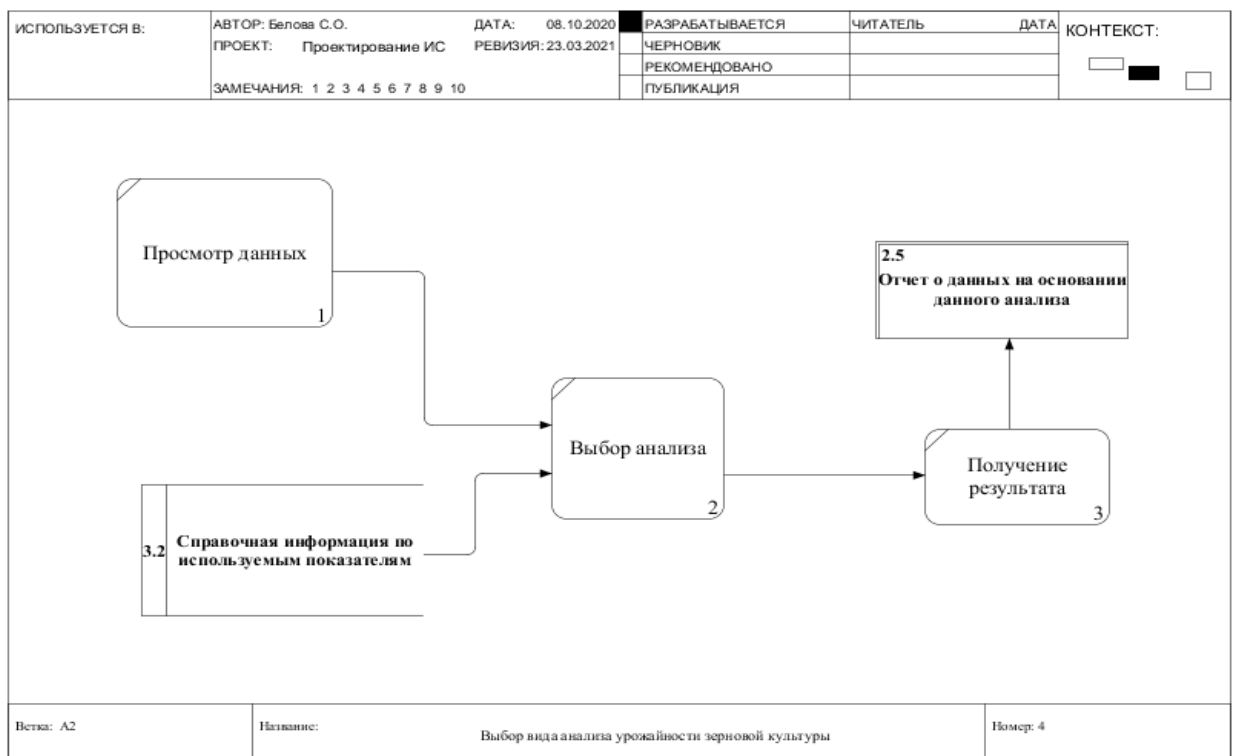 ИСПОЛЬЗУЕТСЯ В:
АВТОР: Белова С.О.
ДАТА: 08.10.2020
РАЗРАБАТЫВАЕТСЯ
ЧИТАТЕЛЬ
ДАТА
КОНТЕКСТ:
ПРОЕКТ: Проектирование ИС
РЕВИЗИЯ: 23.03.2021
ЧЕРНОВИК
РЕКОМЕНДОВАНО
ЗАМЕЧАНИЯ: 1 2 3 4 5 6 7 8 9 10
ПУБЛИКАЦИЯ
Просмотр данных
1
2.5
Отчет о данных на основании
данного анализа
Выбор анализа
2
Получение
результата
3
3.2
Справочная информация по
используемым показателям
Ветка: A2
Название:
Выбор вида анализа урожайности зерновой культуры
Номер: 4